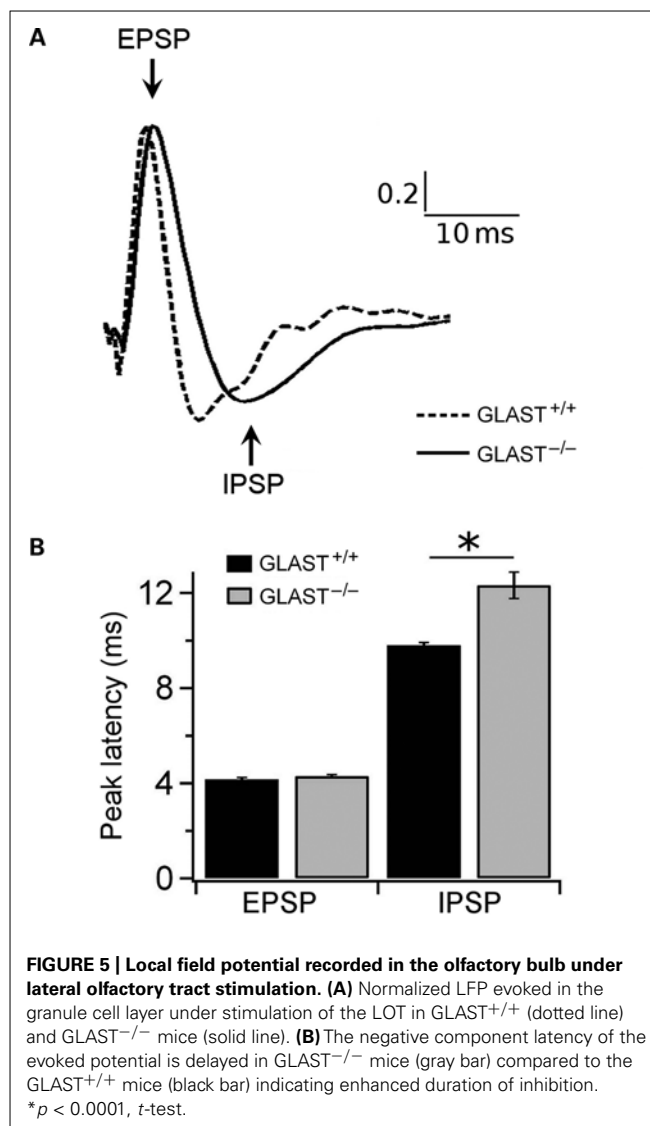 A
EPSP
0.2
10 ms
GLAST+/+
GLAST−/−
IPSP
B
GLAST+/+
GLAST−/−
*
12
8
4
0
Peak latency (ms)
EPSP IPSP
FIGURE 5 | Local field potential recorded in the olfactory bulb under
lateral olfactory tract stimulation. (A) Normalized LFP evoked in the
granule cell layer under stimulation of the LOT in GLAST+/+ (dotted line)
and GLAST−/− mice (solid line). (B) The negative component latency of the
evoked potential is delayed in GLAST−/− mice (gray bar) compared to the
GLAST+/+ mice (black bar) indicating enhanced duration of inhibition.
*p < 0.0001, t-test.